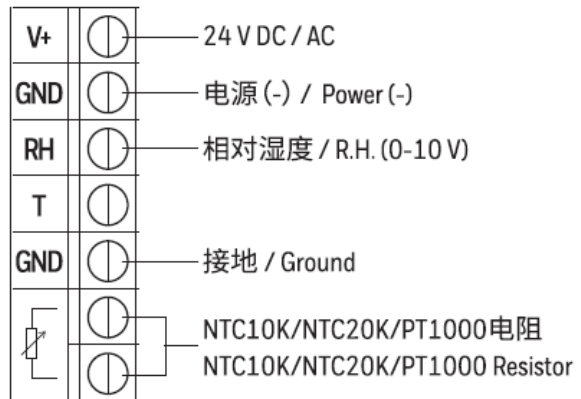 V+ 24 V DC / AC
GND 电源 (-) / Power (-)
RH 相对湿度 / R.H. (0-10 V)
T
GND 接地 / Ground
NTC10K/NTC20K/PT1000电阻
NTC10K/NTC20K/PT1000 Resistor